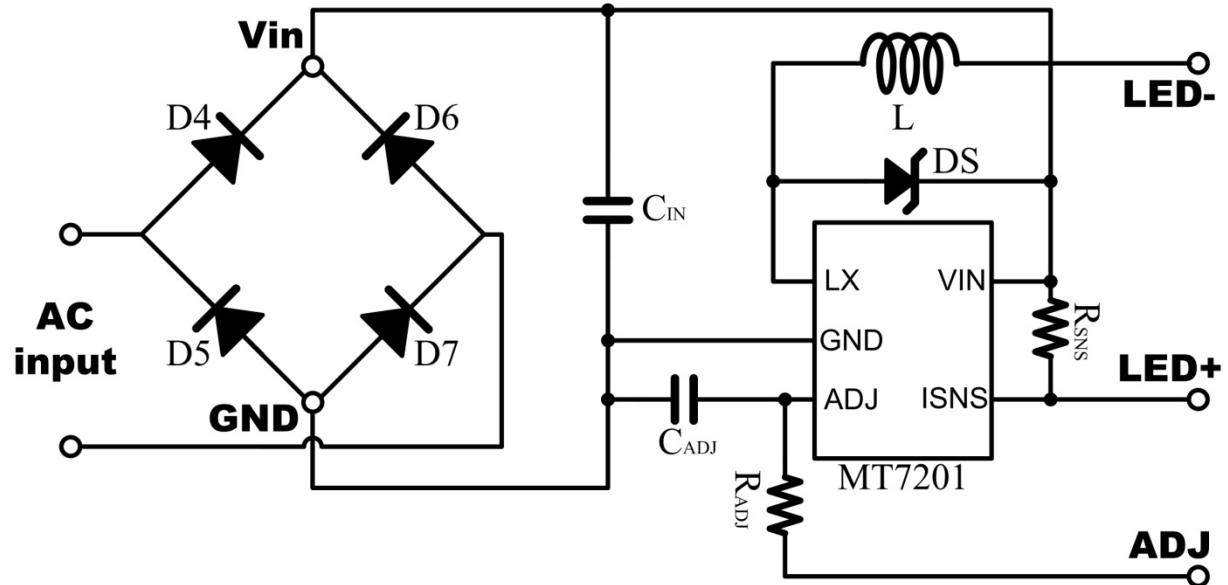 Vin
D4
D6
L
LED-
DS
CIN
LX
VIN
AC
input
D5
D7
GND
RSNS
LED+
GND
ADJ
ISNS
CADJ
MT7201
RADJ
ADJ